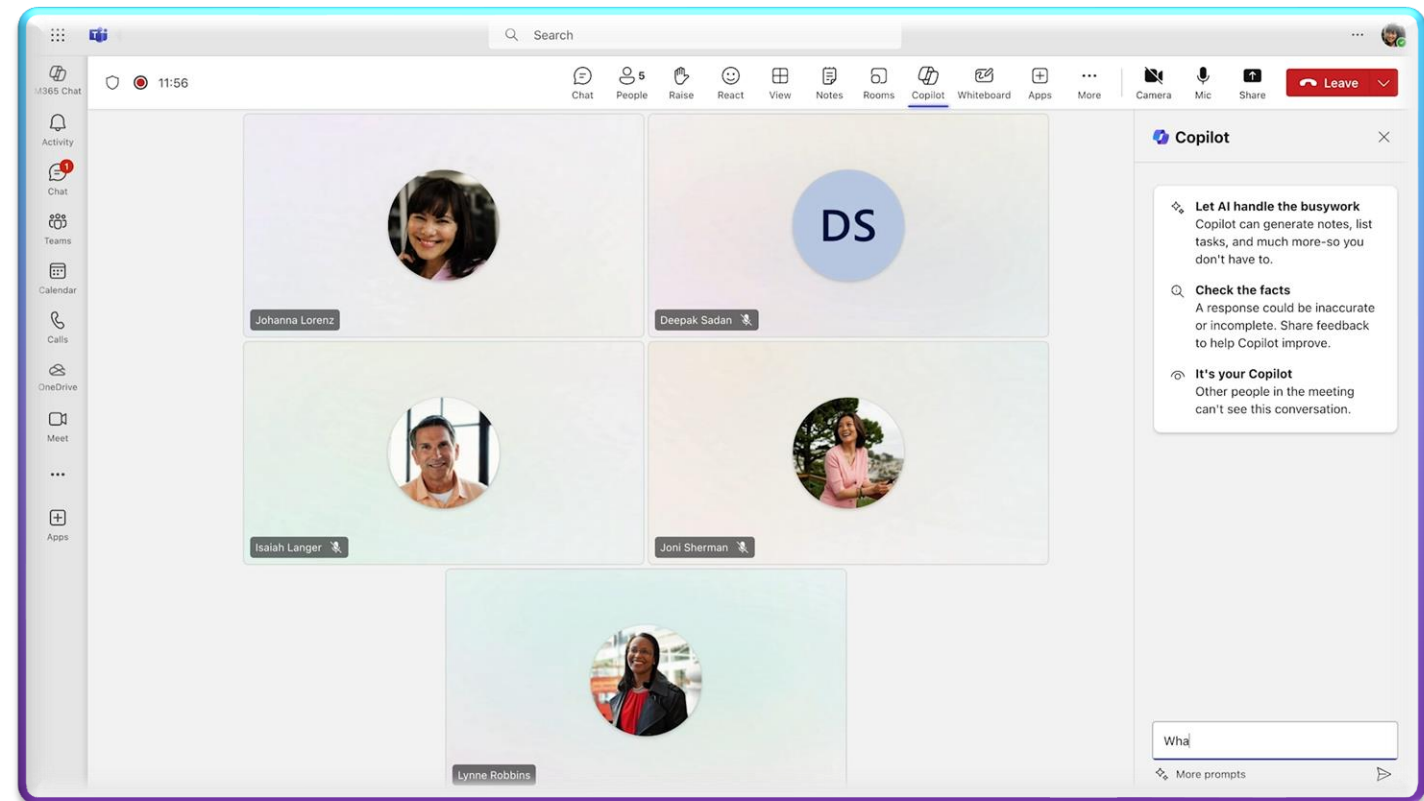 Search
M365 Chat
Activity
1
Chat
Teams
Calendar
Calls
OneDrive
Meet
Apps
11:56
Chat
5
People
Raise
React
View
Notes
Rooms
Copilot
Whiteboard
Apps
More
Camera
Mic
Share
Leave
Johanna Lorenz
DS
Deepak Sadan
Isaiah Langer
Joni Sherman
Lynne Robbins
Copilot
Let AI handle the busywork
Copilot can generate notes, list
tasks, and much more-so you
don't have to.
Check the facts
A response could be inaccurate
or incomplete. Share feedback
to help Copilot improve.
It's your Copilot
Other people in the meeting
can't see this conversation.
Wha
More prompts